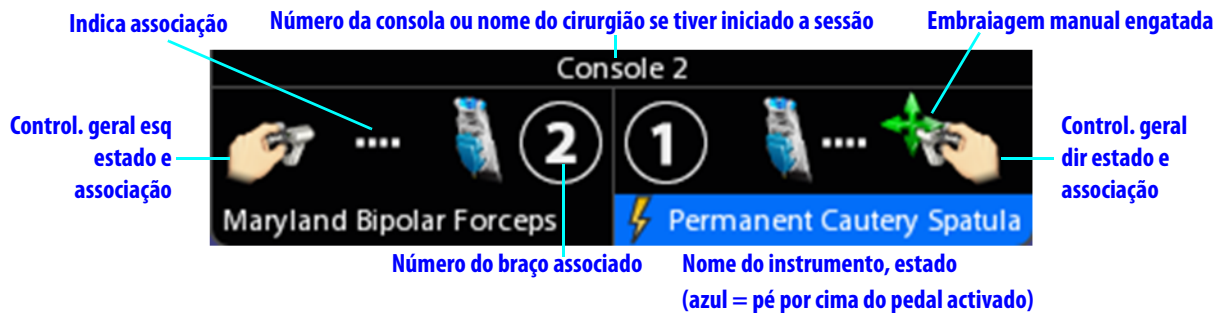 Indica associação
Número da consola ou nome do cirurgião se tiver iniciado a sessão
Embraiagem manual engatada
Console 2
Control. geral esq
estado e
associação
2
1
Control. geral
dir estado e
associação
Maryland Bipolar Forceps
Permanent Cautery Spatula
Número do braço associado
Nome do instrumento, estado
(azul = pé por cima do pedal activado)